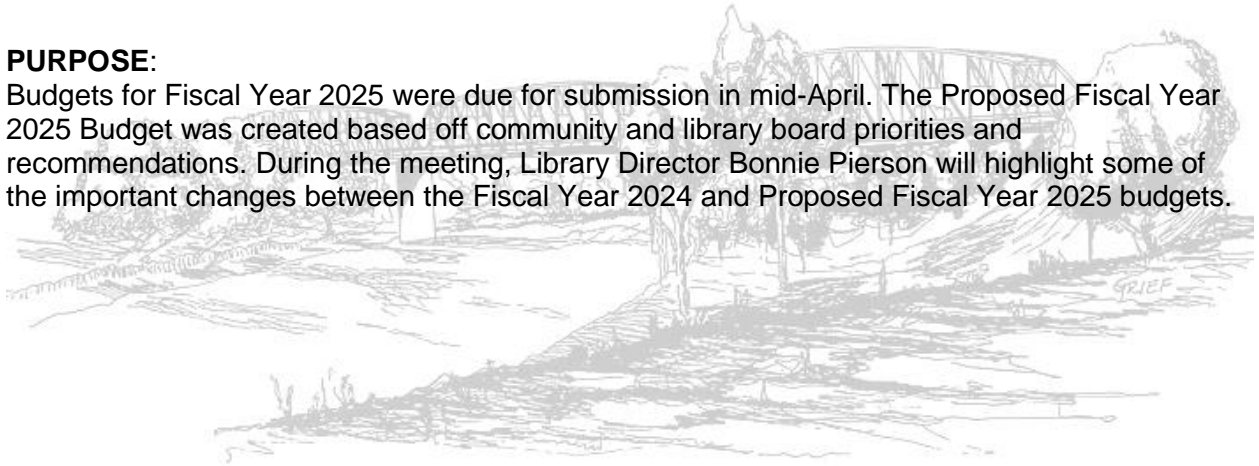 PURPOSE:
Budgets for Fiscal Year 2025 were due for submission in mid-April. The Proposed Fiscal Year
2025 Budget was created based off community and library board priorities and
recommendations. During the meeting, Library Director Bonnie Pierson will highlight some of
the important changes between the Fiscal Year 2024 and Proposed Fiscal Year 2025 budgets.
GRIEF